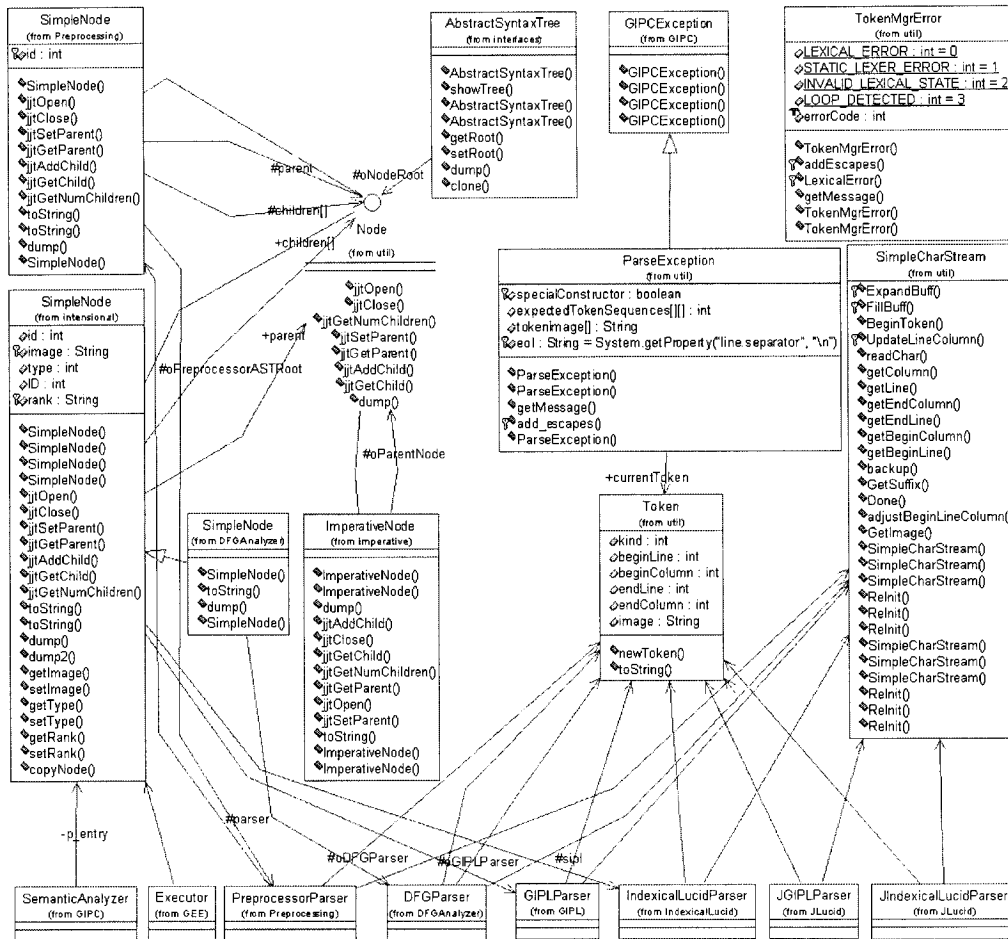 SimpleNode
(from Preprocessing)
id : int
SimpleNode()
jjtOpen()
jjtClose()
jjtSetParent()
jjtGetParent()
jjtAddChild()
jjtGetChild()
jjtGetNumChildren()
toString()
toString()
dump()
SimpleNode()
AbstractSyntaxTree
(from interfaces)
AbstractSyntaxTree()
showTree()
AbstractSyntaxTree()
AbstractSyntaxTree()
getRoot()
setRoot()
dump()
clone()
GIPCException
(from GIPC)
GIPCException()
GIPCException()
GIPCException()
GIPCException()
TokenMgrError
(from util)
LEXICAL_ERROR : int = 0
STATIC_LEXER_ERROR : int = 1
INVALID_LEXICAL_STATE : int = 2
LOOP_DETECTED : int = 3
errorCode : int
TokenMgrError()
addEscapes()
LexicalError()
getMessage()
TokenMgrError()
TokenMgrError()
#parent
#oNodeRoot
#children[]
+children[]
Node
(from util)
jjtOpen()
jjtClose()
jjtGetNumChildren()
jjtSetParent()
jjtGetParent()
jjtAddChild()
jjtGetChild()
dump()
+parent
#oPreprocessorASTRoot
#oParentNode
ParseException
(from util)
specialConstructor : boolean
expectedTokenSequences[][] : int
tokenImage[] : String
eol : String = System.getProperty("line.separator", "\n")
ParseException()
ParseException()
getMessage()
add_escapes()
ParseException()
SimpleCharStream
(from util)
ExpandBuff()
FillBuff()
BeginToken()
UpdateLineColumn()
readChar()
getColumn()
getLine()
getEndColumn()
getEndLine()
getBeginColumn()
getBeginLine()
backup()
GetSuffix()
Done()
adjustBeginLineColumn()
GetImage()
SimpleCharStream()
SimpleCharStream()
SimpleCharStream()
ReInit()
ReInit()
ReInit()
SimpleCharStream()
SimpleCharStream()
SimpleCharStream()
ReInit()
ReInit()
ReInit()
SimpleNode
(from intensional)
id : int
image : String
type : int
ID : int
rank : String
SimpleNode()
SimpleNode()
SimpleNode()
SimpleNode()
jjtOpen()
jjtClose()
jjtSetParent()
jjtGetParent()
jjtAddChild()
jjtGetChild()
jjtGetNumChildren()
toString()
toString()
dump()
dump2()
getImage()
setImage()
getType()
setType()
getRank()
setRank()
copyNode()
SimpleNode
(from DFGAnalyzer)
SimpleNode()
toString()
dump()
SimpleNode()
ImperativeNode
(from imperative)
ImperativeNode()
ImperativeNode()
dump()
jjtAddChild()
jjtClose()
jjtGetChild()
jjtGetNumChildren()
jjtGetParent()
jjtOpen()
jjtSetParent()
toString()
ImperativeNode()
ImperativeNode()
+currentToken
Token
(from util)
kind : int
beginLine : int
beginColumn : int
endLine : int
endColumn : int
image : String
newToken()
toString()
-p_entry
#parser
#oDFGParser
#oGIPLParser
#sipl
SemanticAnalyzer
(from GIPC)
Executor
(from GEE)
PreprocessorParser
(from Preprocessing)
DFGParser
(from DFGAnalyzer)
GIPLParser
(from GIPL)
IndexicalLucidParser
(from IndexicalLucid)
JGIPLParser
(from JLucid)
JIndexicalLucidParser
(from JLucid)